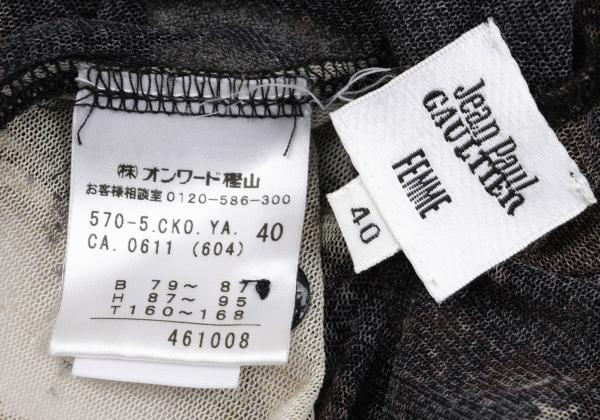 (株) オンワード樫山
お客様相談室 0120-586-300
570-5.CKO.YA. 40
CA. 0611 (604)
B 79~ 87
H 87~ 95
T160~168
461008
Jean Paul
GAULTIER
FEMME
40